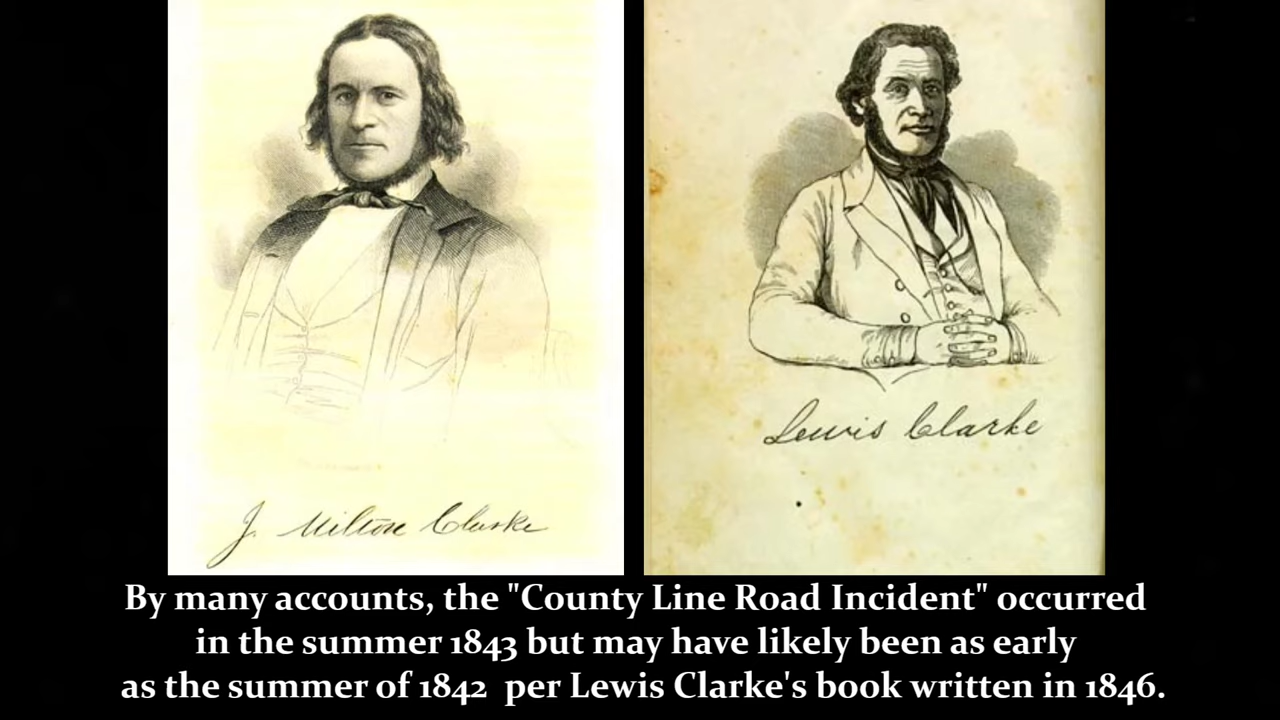 J. Milton Clarke
Lewis Clarke
By many accounts, the "County Line Road Incident" occurred
in the summer 1843 but may have likely been as early
as the summer of 1842  per Lewis Clarke's book written in 1846.